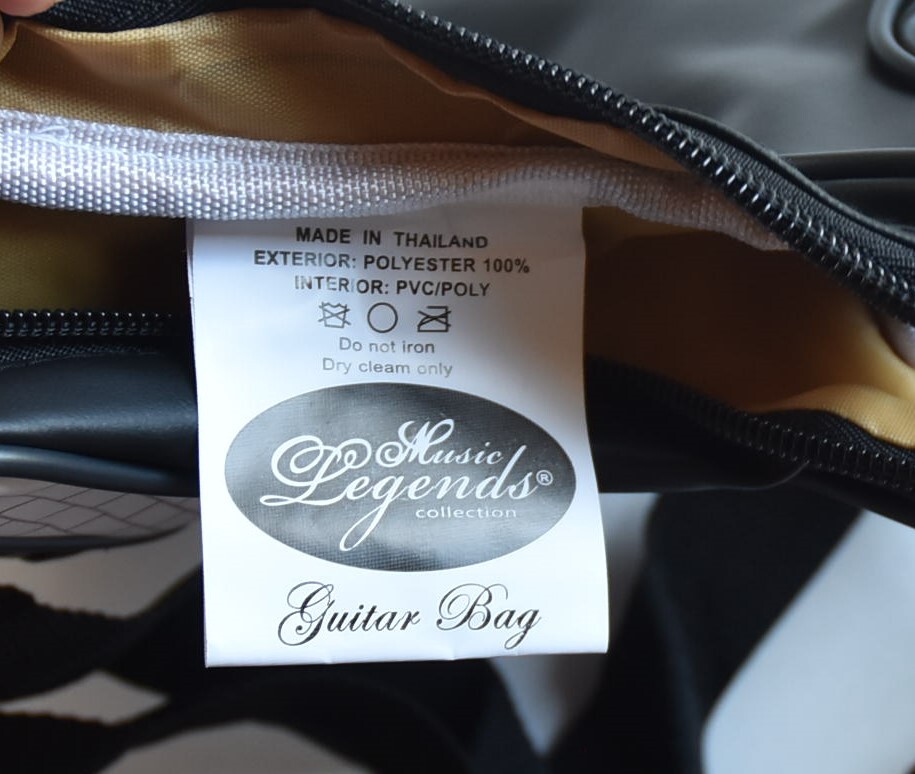 MADE IN THAILAND
EXTERIOR: POLYESTER 100%
INTERIOR: PVC/POLY
Do not iron
Dry cleam only
Music
Legends®
collection
Guitar Bag